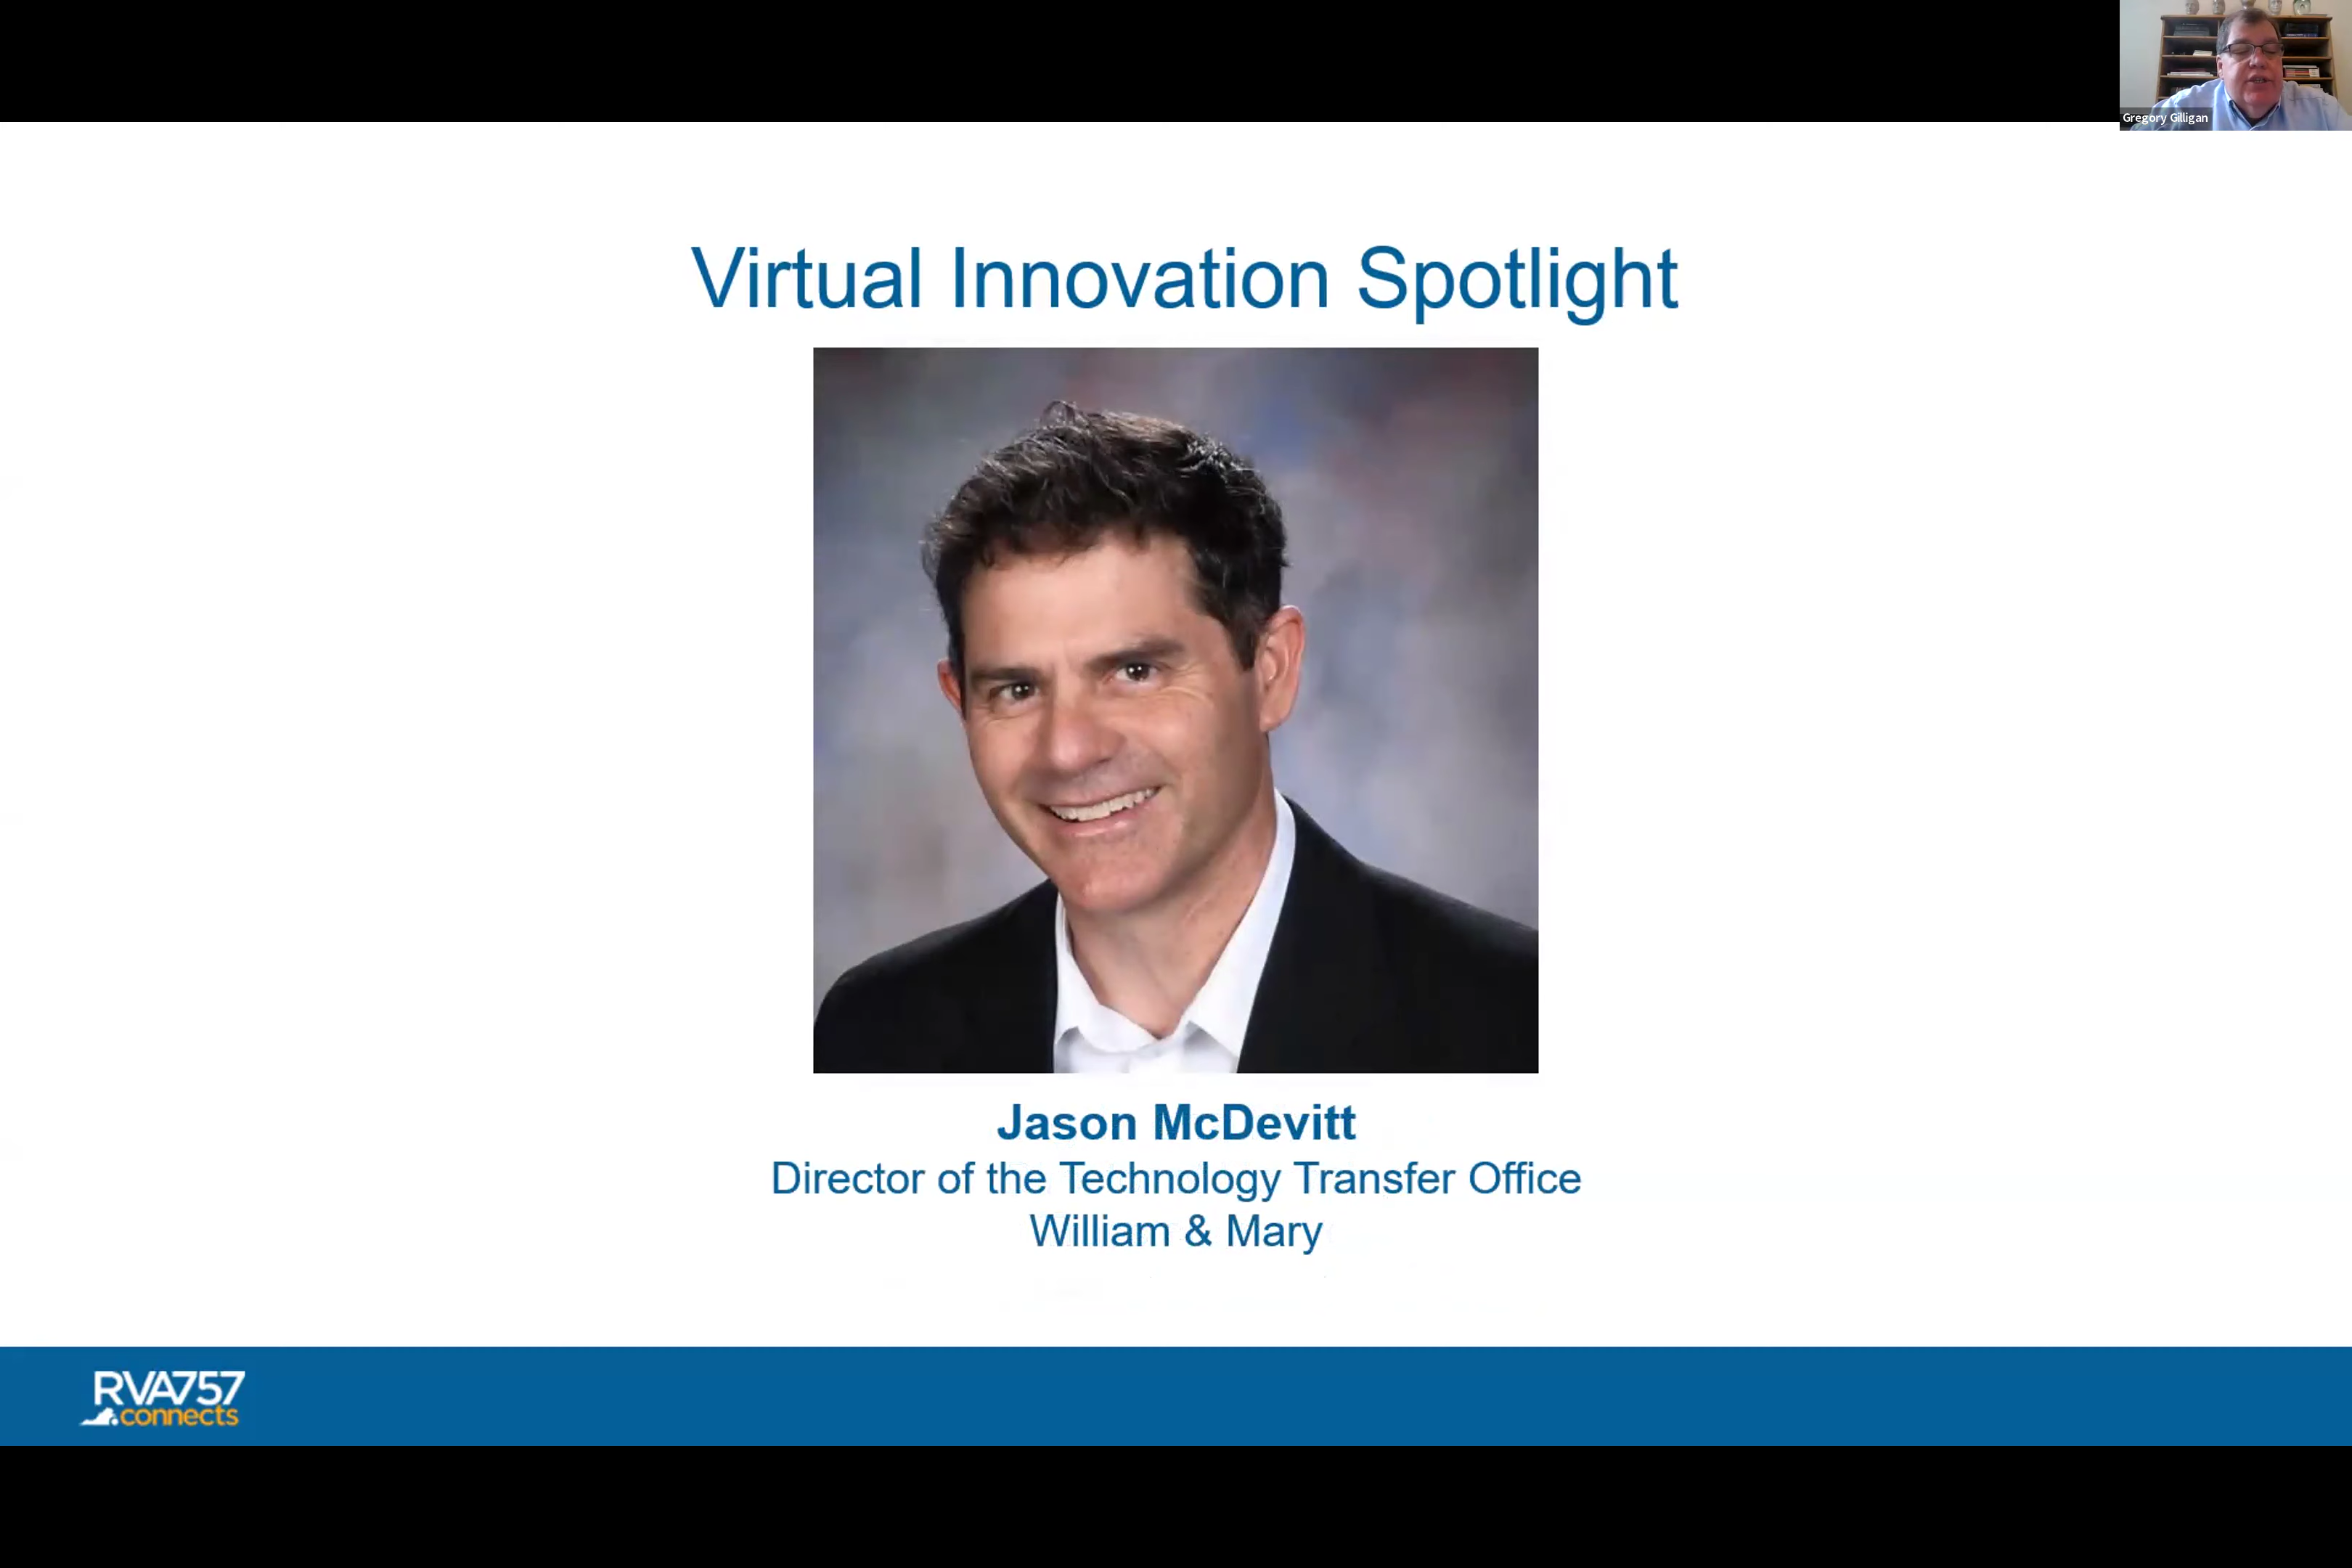 Gregory Gilligan
Virtual Innovation Spotlight
Jason McDevitt
Director of the Technology Transfer Office
William & Mary
RVA757
connects